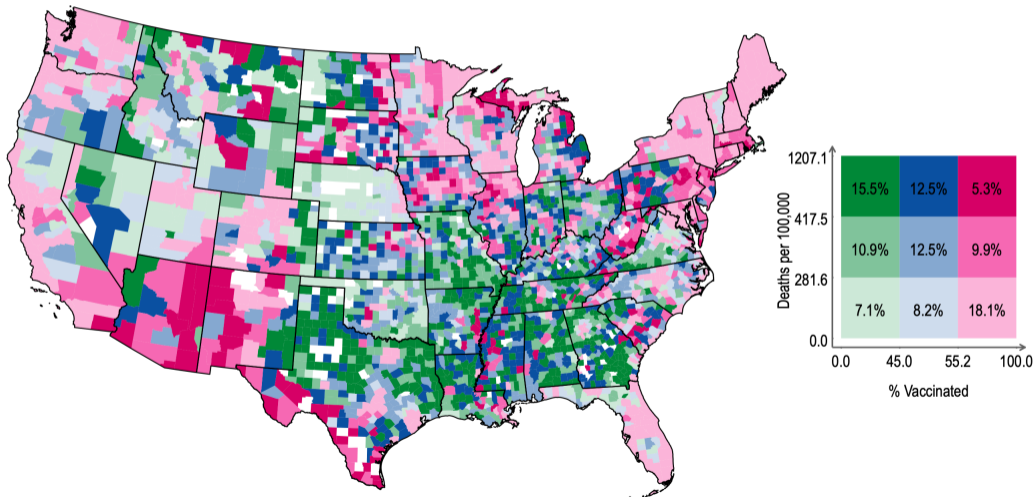 1207.1
15.5% 12.5% 5.3%
417.5
10.9% 12.5% 9.9%
281.6
7.1% 8.2% 18.1%
0.0
Deaths per 100,000
0.0 45.0 55.2 100.0
% Vaccinated